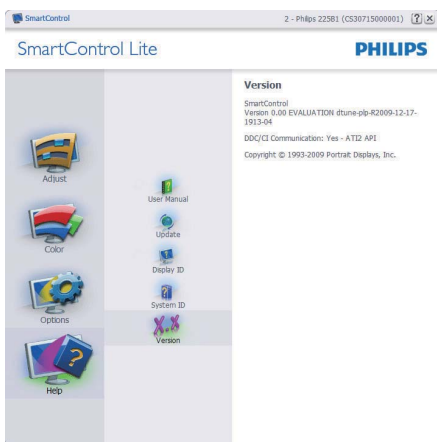 SmartControl
2 - Philips 225B1 (CS30715000001)
SmartControl Lite
PHILIPS
Adjust
Color
Options
Help
User Manual
Update
Display ID
System ID
X.X
Version
Version
SmartControl
Version 0.00 EVALUATION dtune-plp-R2009-12-17-
1913-04
DDC/CI Communication: Yes - ATI2 API
Copyright © 1993-2009 Portrait Displays, Inc.